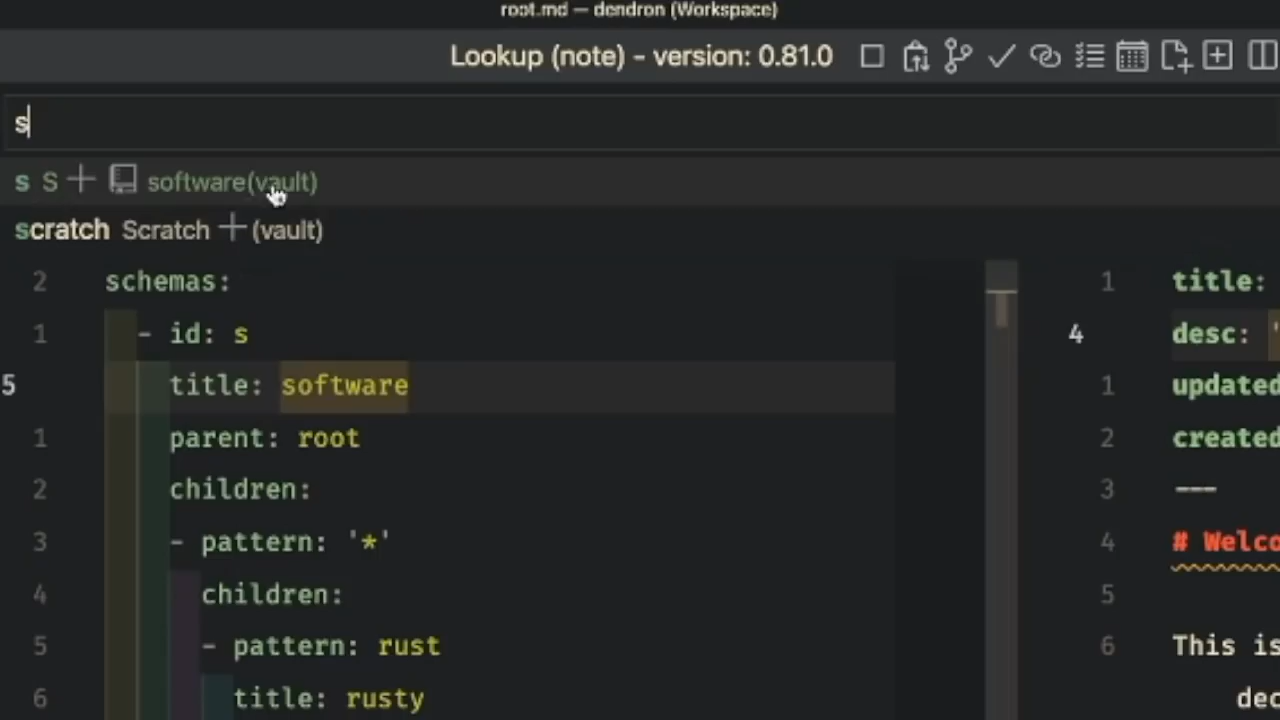 root.md — dendron (Workspace)
Lookup (note) - version: 0.81.0
s
s S + software(vault)
scratch Scratch + (vault)
2 schemas:
1 - id: s
5 title: software
1 parent: root
2 children:
3 - pattern: '*'
4 children:
5 - pattern: rust
6 title: rusty
1 title:
4 desc: '
1 updated
2 created
3 ---
4 # Welco
5
6 This is
dec